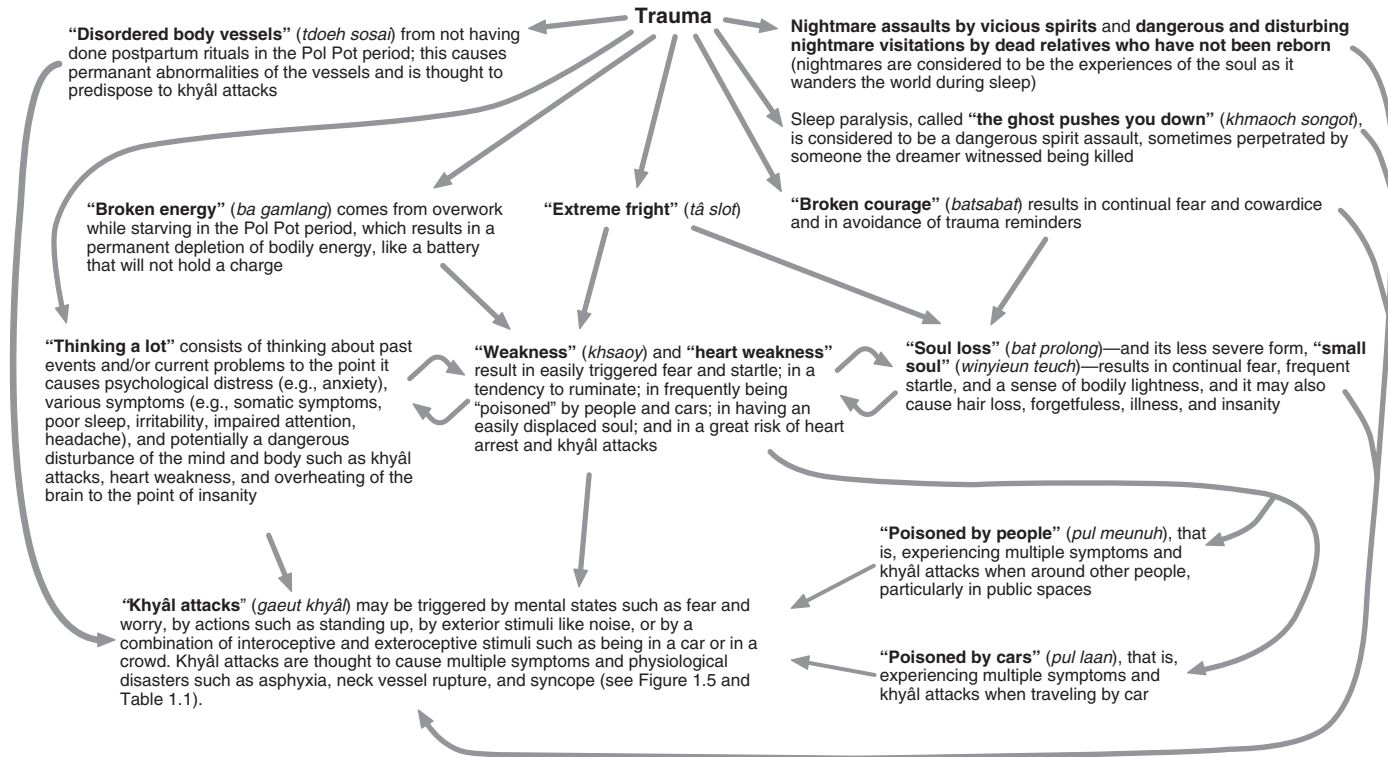 Trauma
“Disordered body vessels” (tdoeh sosai) from not having
done postpartum rituals in the Pol Pot period; this causes
permanant abnormalities of the vessels and is thought to
predispose to khyâl attacks
Nightmare assaults by vicious spirits and dangerous and disturbing
nightmare visitations by dead relatives who have not been reborn
(nightmares are considered to be the experiences of the soul as it
wanders the world during sleep)
Sleep paralysis, called “the ghost pushes you down” (khmaoch songot),
is considered to be a dangerous spirit assault, sometimes perpetrated by
someone the dreamer witnessed being killed
“Broken energy” (ba gamlang) comes from overwork
while starving in the Pol Pot period, which results in a
permanent depletion of bodily energy, like a battery
that will not hold a charge
“Extreme fright” (tâ slot)
“Broken courage” (batsabat) results in continual fear and cowardice
and in avoidance of trauma reminders
“Thinking a lot” consists of thinking about past
events and/or current problems to the point it
causes psychological distress (e.g., anxiety),
various symptoms (e.g., somatic symptoms,
poor sleep, irritability, impaired attention,
headache), and potentially a dangerous
disturbance of the mind and body such as khyâl
attacks, heart weakness, and overheating of the
brain to the point of insanity
“Weakness” (khsaoy) and “heart weakness”
result in easily triggered fear and startle; in a
tendency to ruminate; in frequently being
“poisoned” by people and cars; in having an
easily displaced soul; and in a great risk of heart
arrest and khyâl attacks
“Soul loss” (bat prolong)—and its less severe form, “small
soul” (winyieun teuch)—results in continual fear, frequent
startle, and a sense of bodily lightness, and it may also
cause hair loss, forgetfuless, illness, and insanity
“Poisoned by people” (pul meunuh), that
is, experiencing multiple symptoms and
khyâl attacks when around other people,
particularly in public spaces
“Khyâl attacks” (gaeut khyâl) may be triggered by mental states such as fear and
worry, by actions such as standing up, by exterior stimuli like noise, or by a
combination of interoceptive and exteroceptive stimuli such as being in a car or in a
crowd. Khyâl attacks are thought to cause multiple symptoms and physiological
disasters such as asphyxia, neck vessel rupture, and syncope (see Figure 1.5 and
Table 1.1).
“Poisoned by cars” (pul laan), that is,
experiencing multiple symptoms and
khyâl attacks when traveling by car